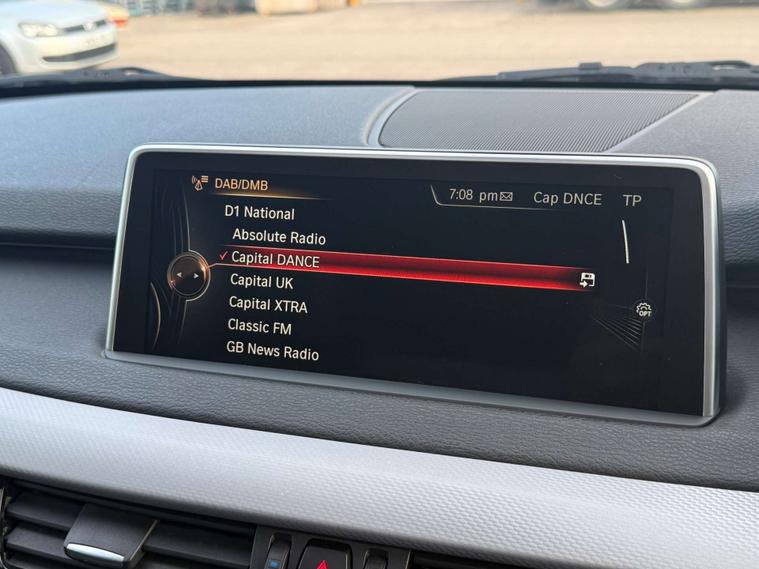 DAB/DMB
7:08 pm Cap DNCE TP
D1 National
Absolute Radio
Capital DANCE
Capital UK
Capital XTRA
Classic FM
GB News Radio
OPT